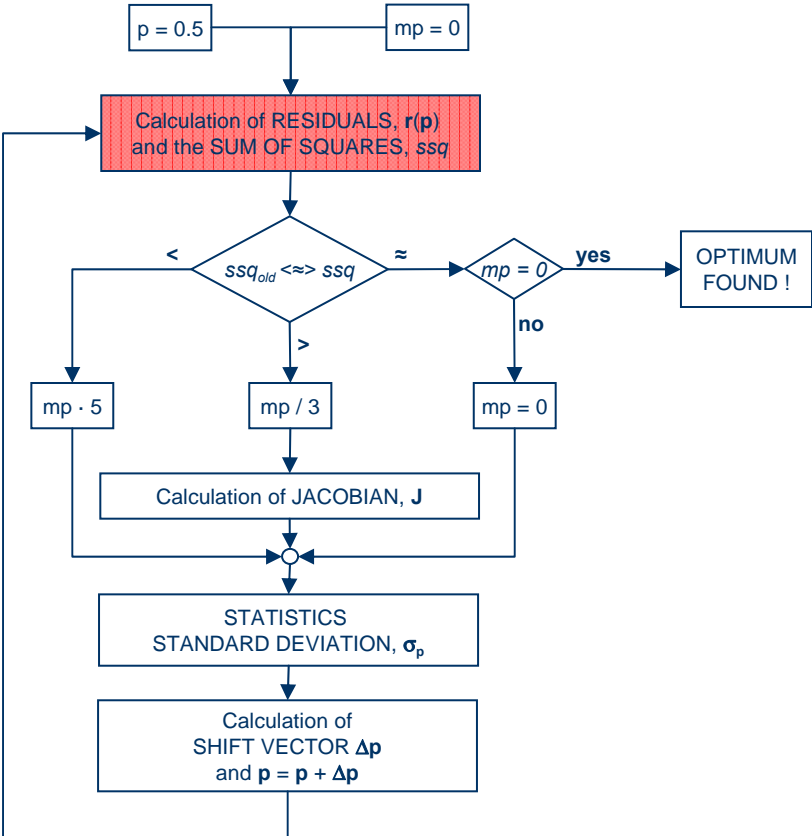 p = 0.5
mp = 0
Calculation of RESIDUALS, r(p)
and the SUM OF SQUARES, ssq
<
ssq_old <≈> ssq
≈
mp = 0
yes
OPTIMUM
FOUND !
no
>
mp · 5
mp / 3
mp = 0
Calculation of JACOBIAN, J
STATISTICS
STANDARD DEVIATION, σ_p
Calculation of
SHIFT VECTOR Δp
and p = p + Δp